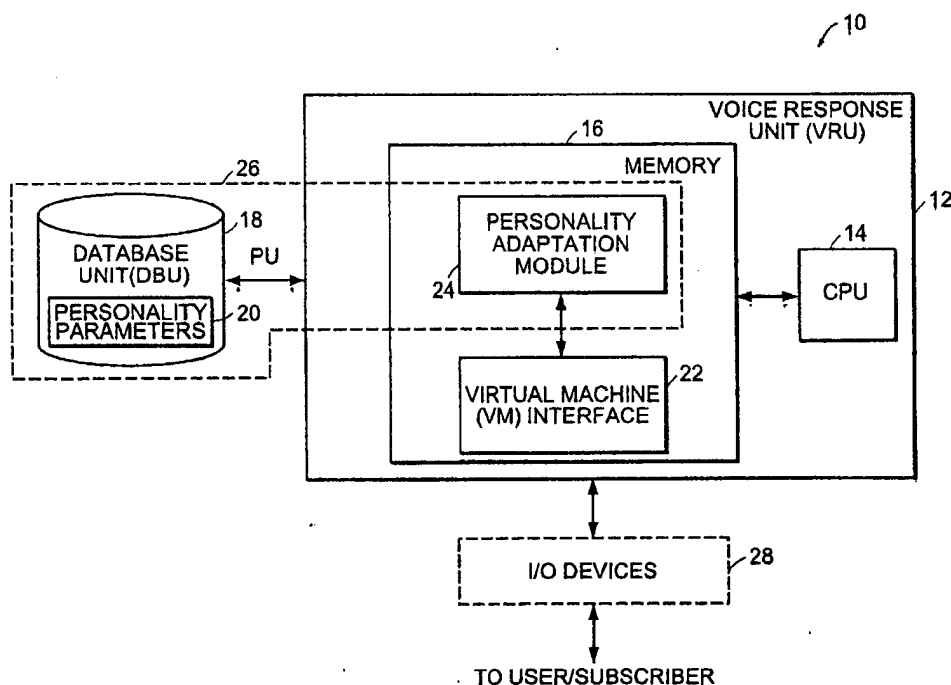 10
VOICE RESPONSE
UNIT (VRU)
16
MEMORY
12
26
18
DATABASE
UNIT(DBU)
PU
PERSONALITY
ADAPTATION
MODULE
24
14
CPU
PERSONALITY
PARAMETERS
20
VIRTUAL MACHINE
(VM) INTERFACE
22
I/O DEVICES
28
TO USER/SUBSCRIBER